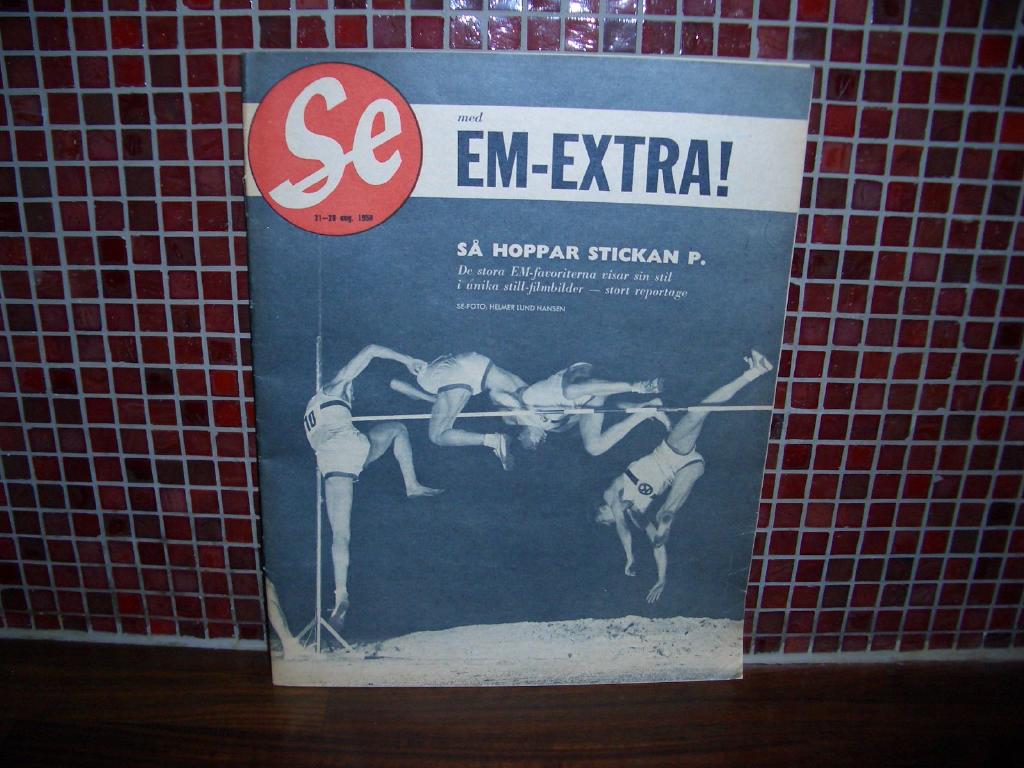 Se
21—28 aug. 1958
med
EM-EXTRA!
SÅ HOPPAR STICKAN P.
De stora EM-favoriterna visar sin stil
i unika still-filmbilder — stort reportage
SE-FOTO: HELMER LUND HANSEN
10